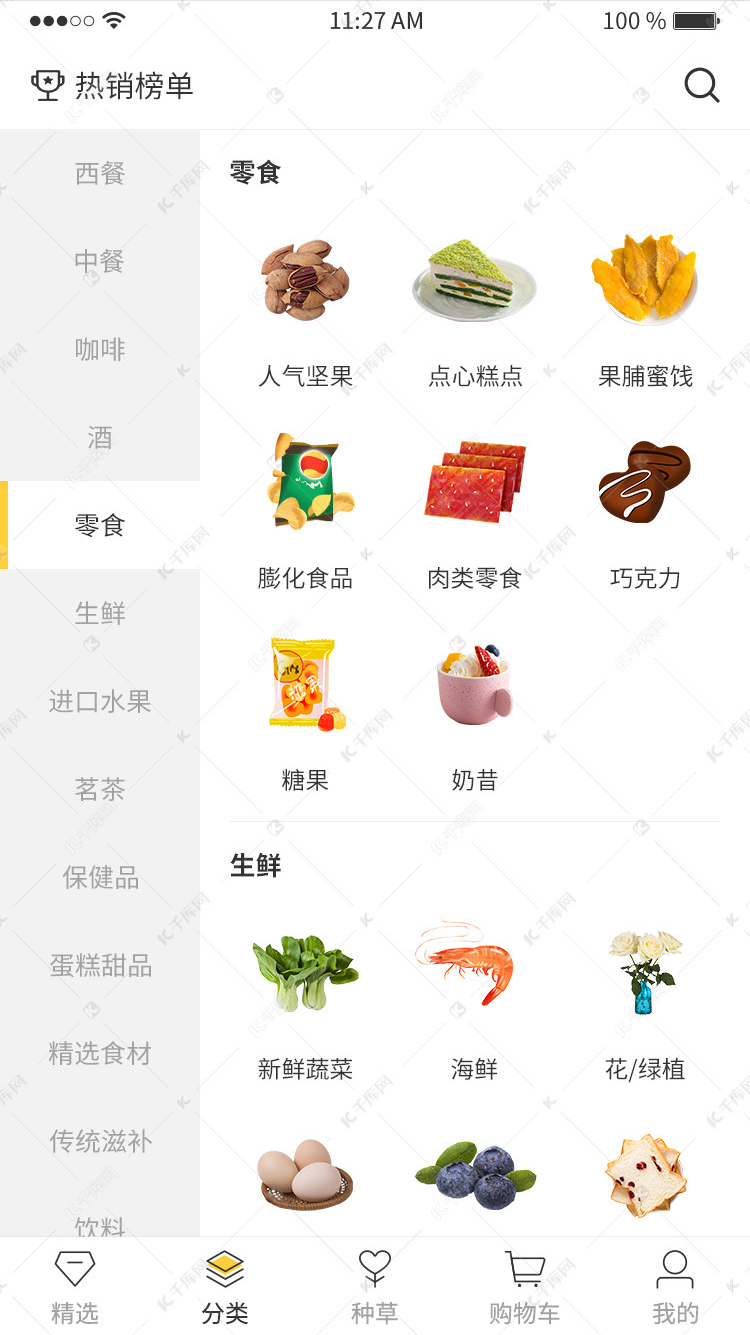 11:27 AM
100 %
热销榜单
西餐
中餐
咖啡
酒
零食
生鲜
进口水果
茗茶
保健品
蛋糕甜品
精选食材
传统滋补
饮料
零食
人气坚果
点心糕点
果脯蜜饯
膨化食品
肉类零食
巧克力
糖果
奶昔
生鲜
新鲜蔬菜
海鲜
花/绿植
精选
分类
种草
购物车
我的
千库网